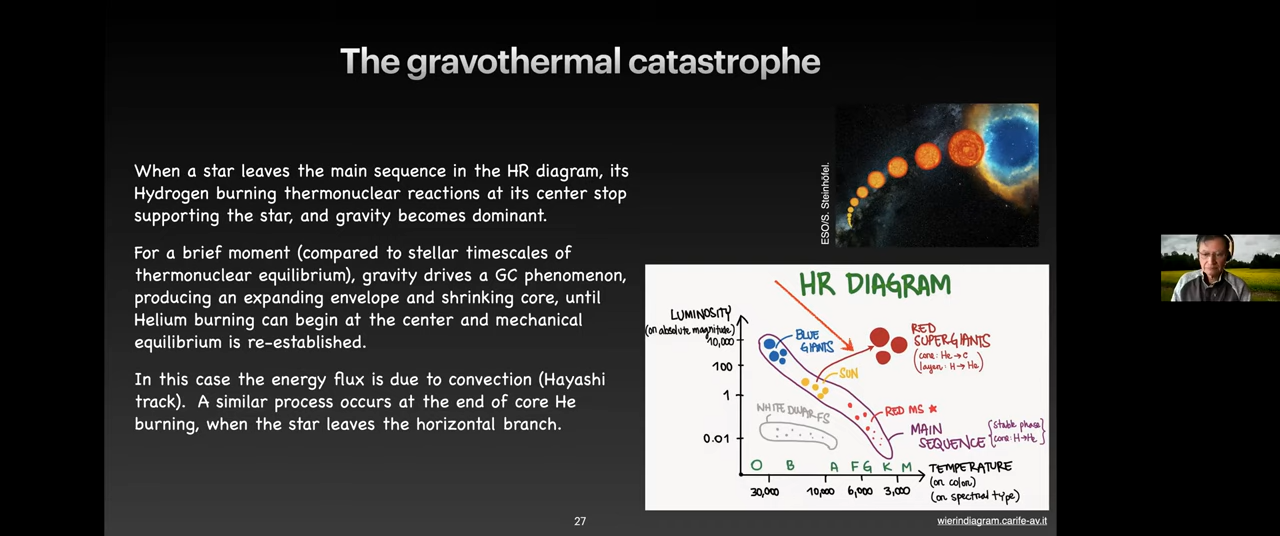 The gravothermal catastrophe
When a star leaves the main sequence in the HR diagram, its
Hydrogen burning thermonuclear reactions at its center stop
supporting the star, and gravity becomes dominant.
For a brief moment (compared to stellar timescales of
thermonuclear equilibrium), gravity drives a GC phenomenon,
producing an expanding envelope and shrinking core, until
Helium burning can begin at the center and mechanical
equilibrium is re-established.
In this case the energy flux is due to convection (Hayashi
track). A similar process occurs at the end of core He
burning, when the star leaves the horizontal branch.
ESO/S. Steinhöfel.
HR DIAGRAM
LUMINOSITY
(on absolute magnitude)
10,000
100
1
0.01
BLUE
GIANTS
RED
SUPERGIANTS
(core: He → C
layer: H → He)
SUN
WHITE DWARFS
RED MS
MAIN
SEQUENCE
(stable phase
core: H → He)
O B A F G K M
30,000 10,000 6,000 3,000
TEMPERATURE
(on color)
(on spectral type)
27
wierindiagram.carife-av.it